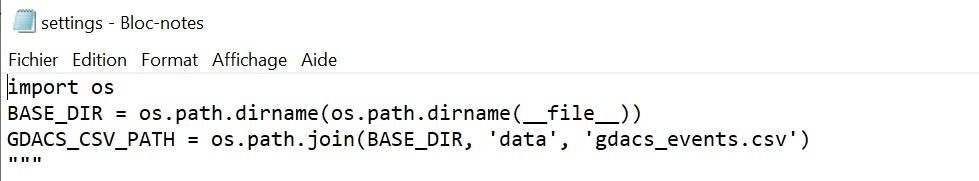 settings - Bloc-notes
Fichier Edition Format Affichage Aide
import os
BASE_DIR = os.path.dirname(os.path.dirname(__file__))
GDACS_CSV_PATH = os.path.join(BASE_DIR, 'data', 'gdacs_events.csv')
"""